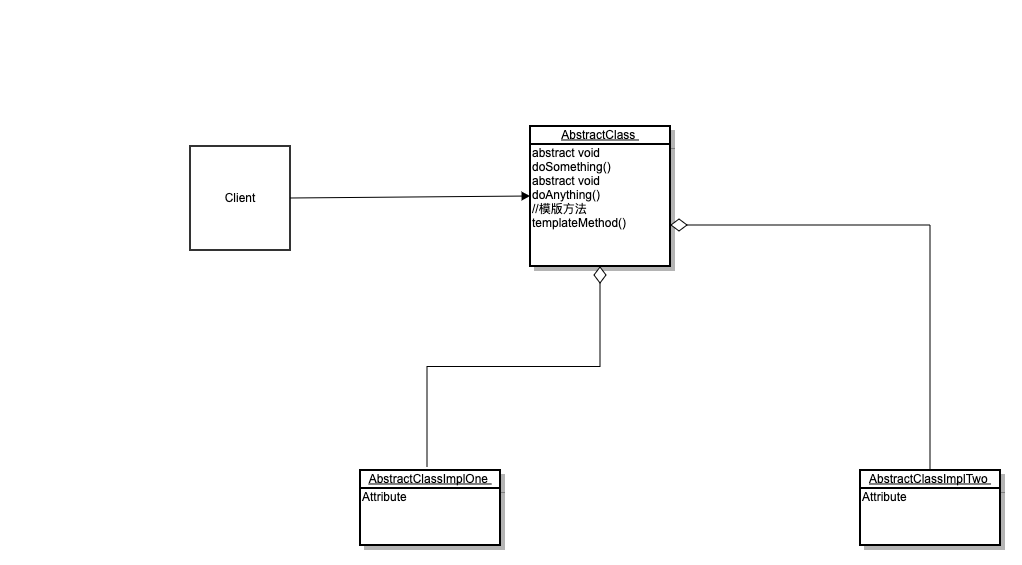 AbstractClass
abstract void
doSomething()
abstract void
doAnything()
//模版方法
templateMethod()
Client
AbstractClassImplOne
Attribute
AbstractClassImplTwo
Attribute